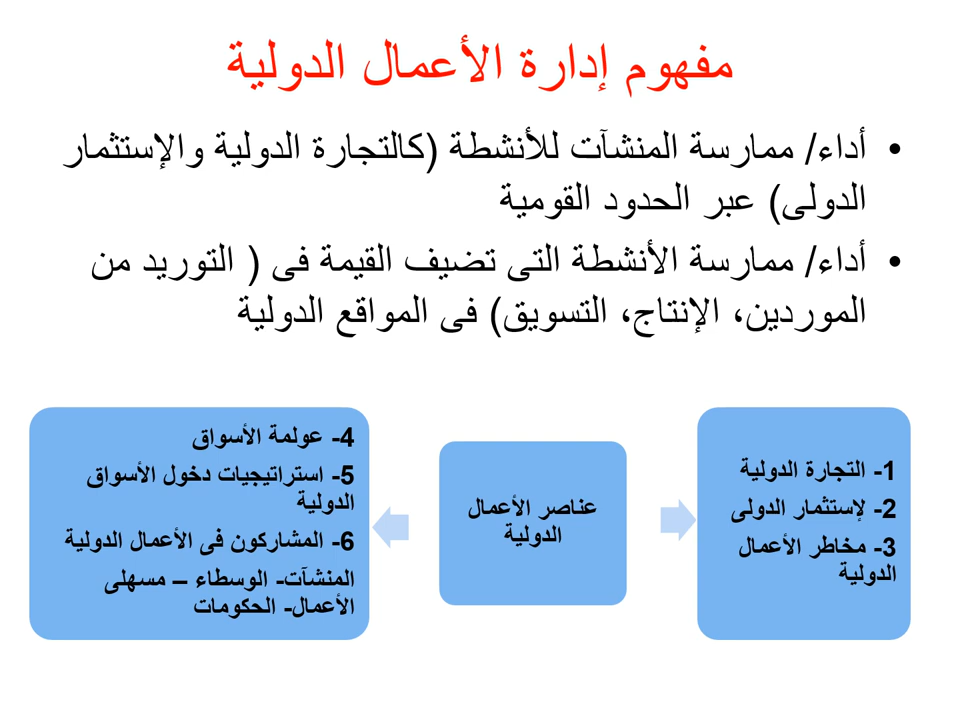 مفهوم إدارة الأعمال الدولية
• أداء/ ممارسة المنشآت للأنشطة (كالتجارة الدولية والإستثمار
الدولى) عبر الحدود القومية
• أداء/ ممارسة الأنشطة التى تضيف القيمة فى ( التوريد من
الموردين، الإنتاج، التسويق) فى المواقع الدولية
1- التجارة الدولية
2- لإستثمار الدولى
3- مخاطر الأعمال
الدولية
عناصر الأعمال
الدولية
4- عولمة الأسواق
5- استراتيجيات دخول الأسواق
الدولية
6- المشاركون فى الأعمال الدولية
المنشآت- الوسطاء – مسهلى
الأعمال- الحكومات